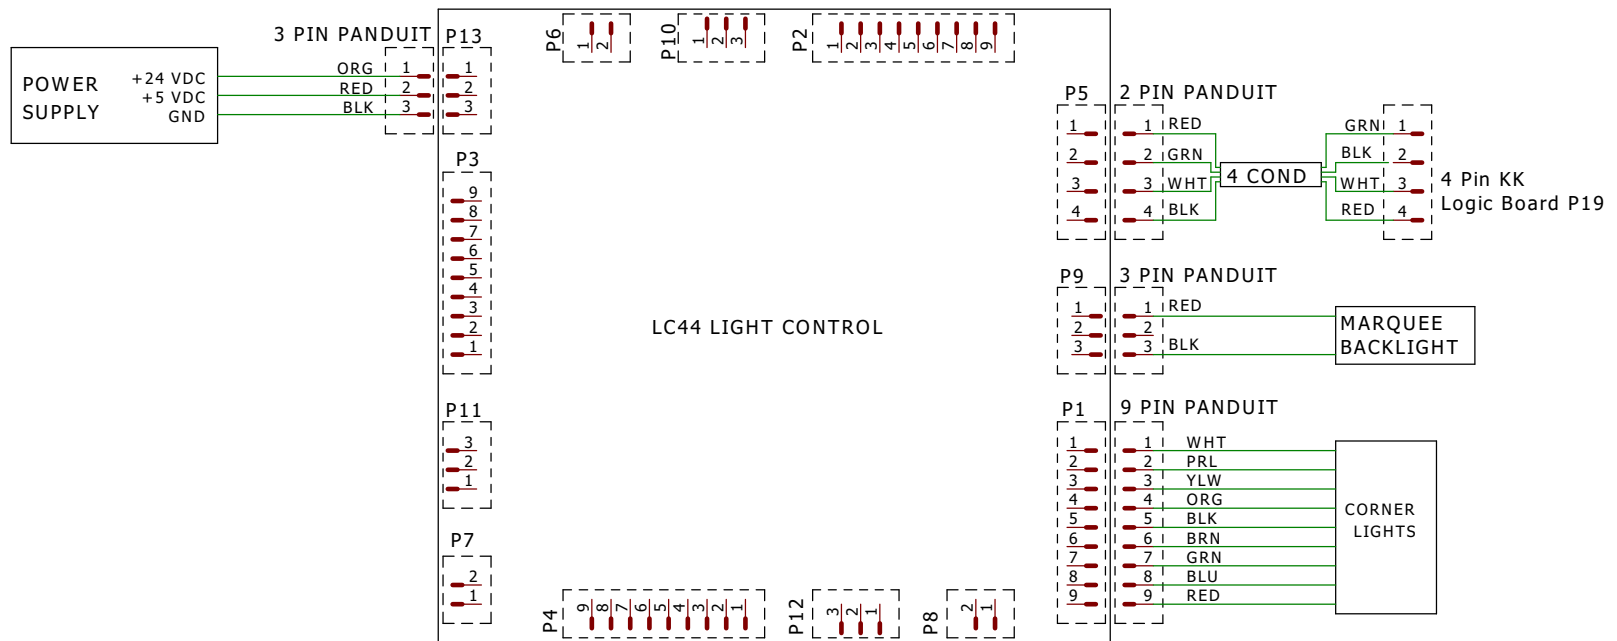 3 PIN PANDUIT
POWER
SUPPLY
+24 VDC
+5 VDC
GND
ORG
RED
BLK
1
2
3
P13
1
2
3
P6
1
2
P10
1
2
3
P2
1
2
3
4
5
6
7
8
9
P3
9
8
7
6
5
4
3
2
1
P11
3
2
1
P7
2
1
LC44 LIGHT CONTROL
P4
9
8
7
6
5
4
3
2
1
P12
3
2
1
P8
2
1
P5
1
2
3
4
2 PIN PANDUIT
1 RED
2 GRN
3 WHT
4 BLK
4 COND
GRN 1
BLK 2
WHT 3
RED 4
4 Pin KK
Logic Board P19
P9
1
2
3
3 PIN PANDUIT
1 RED
2
3 BLK
MARQUEE
BACKLIGHT
P1
1
2
3
4
5
6
7
8
9
9 PIN PANDUIT
1 WHT
2 PRL
3 YLW
4 ORG
5 BLK
6 BRN
7 GRN
8 BLU
9 RED
CORNER
LIGHTS